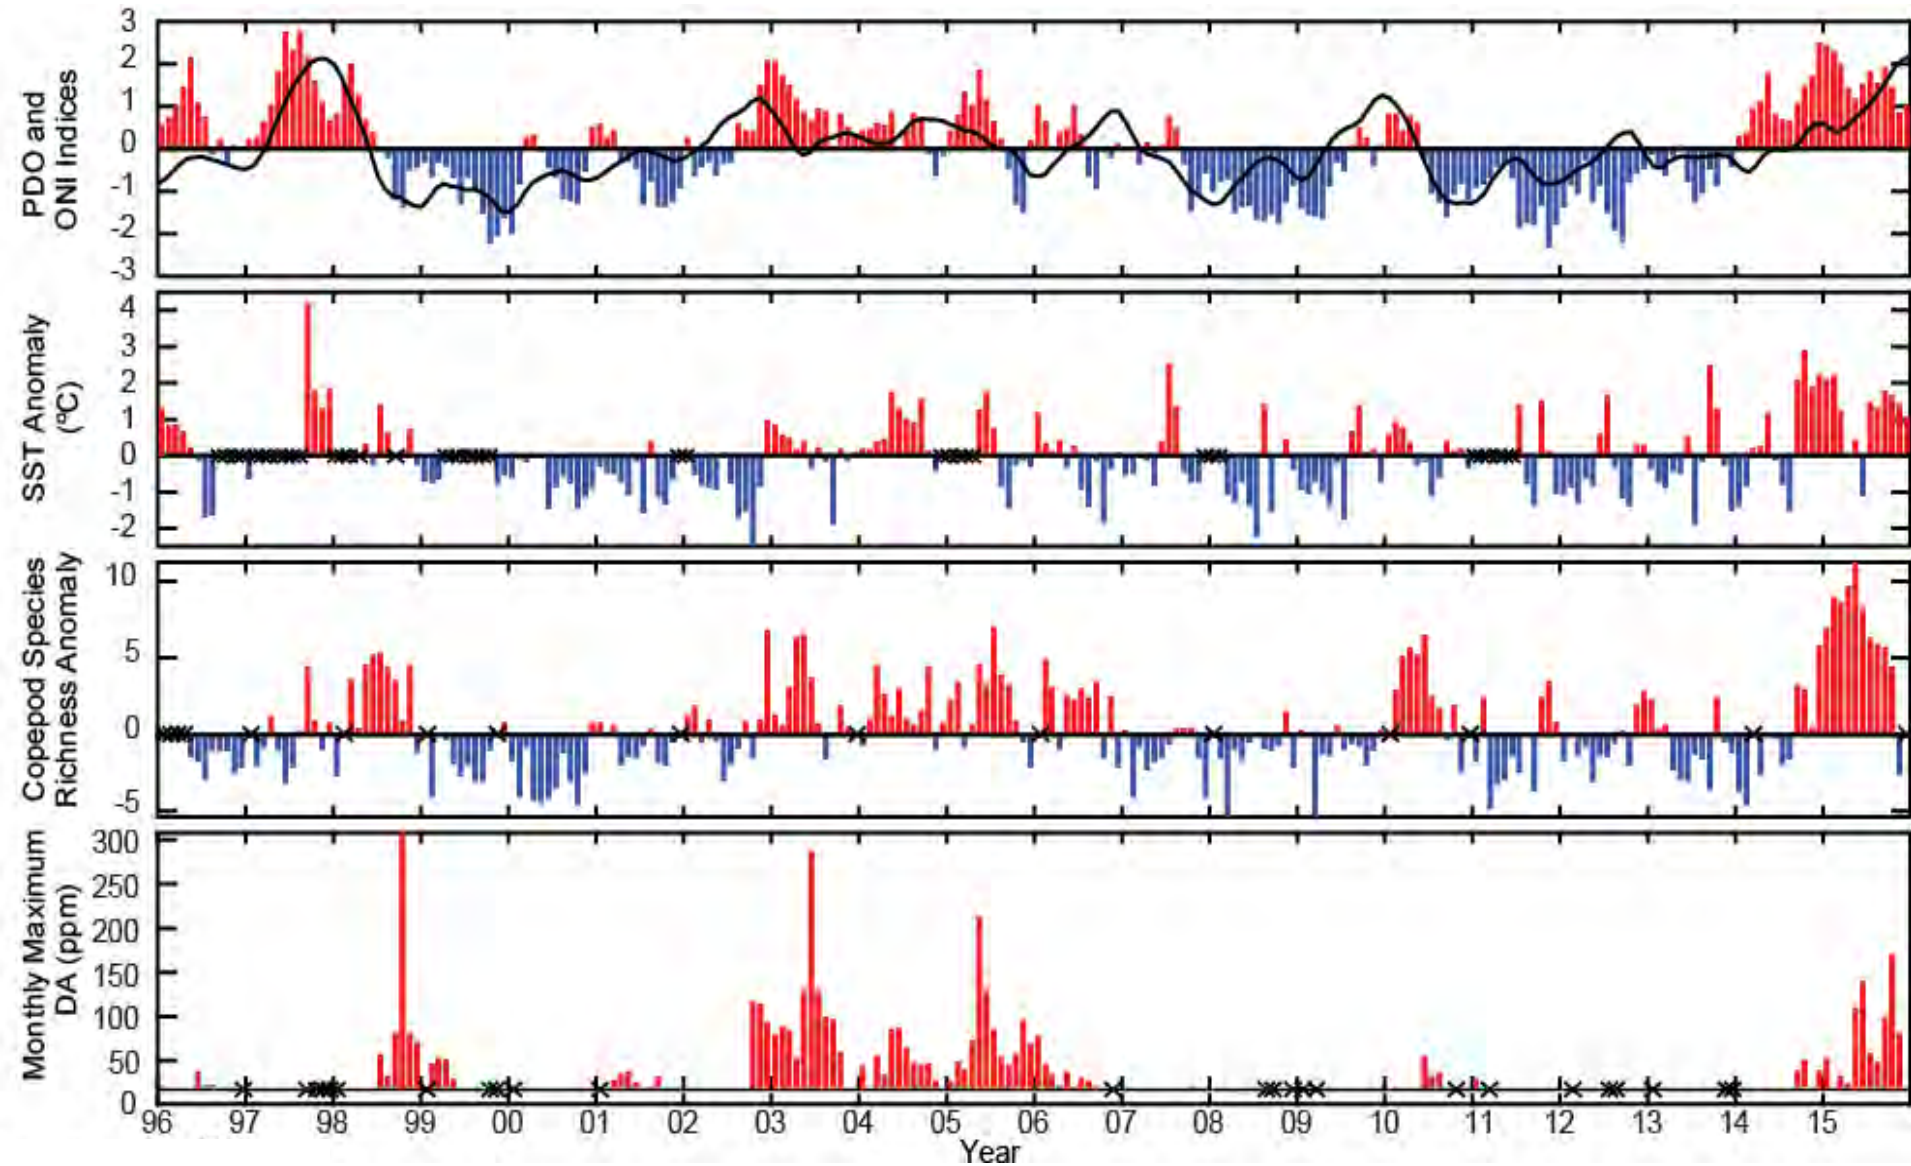 PDO and
ONI Indices
3
2
1
0
-1
-2
-3
SST Anomaly
(ºC)
4
3
2
1
0
-1
-2
Copepod Species
Richness Anomaly
10
5
0
-5
Monthly Maximum
DA (ppm)
300
250
200
150
100
50
0
96 97 98 99 00 01 02 03 04 05 06 07 08 09 10 11 12 13 14 15
Year